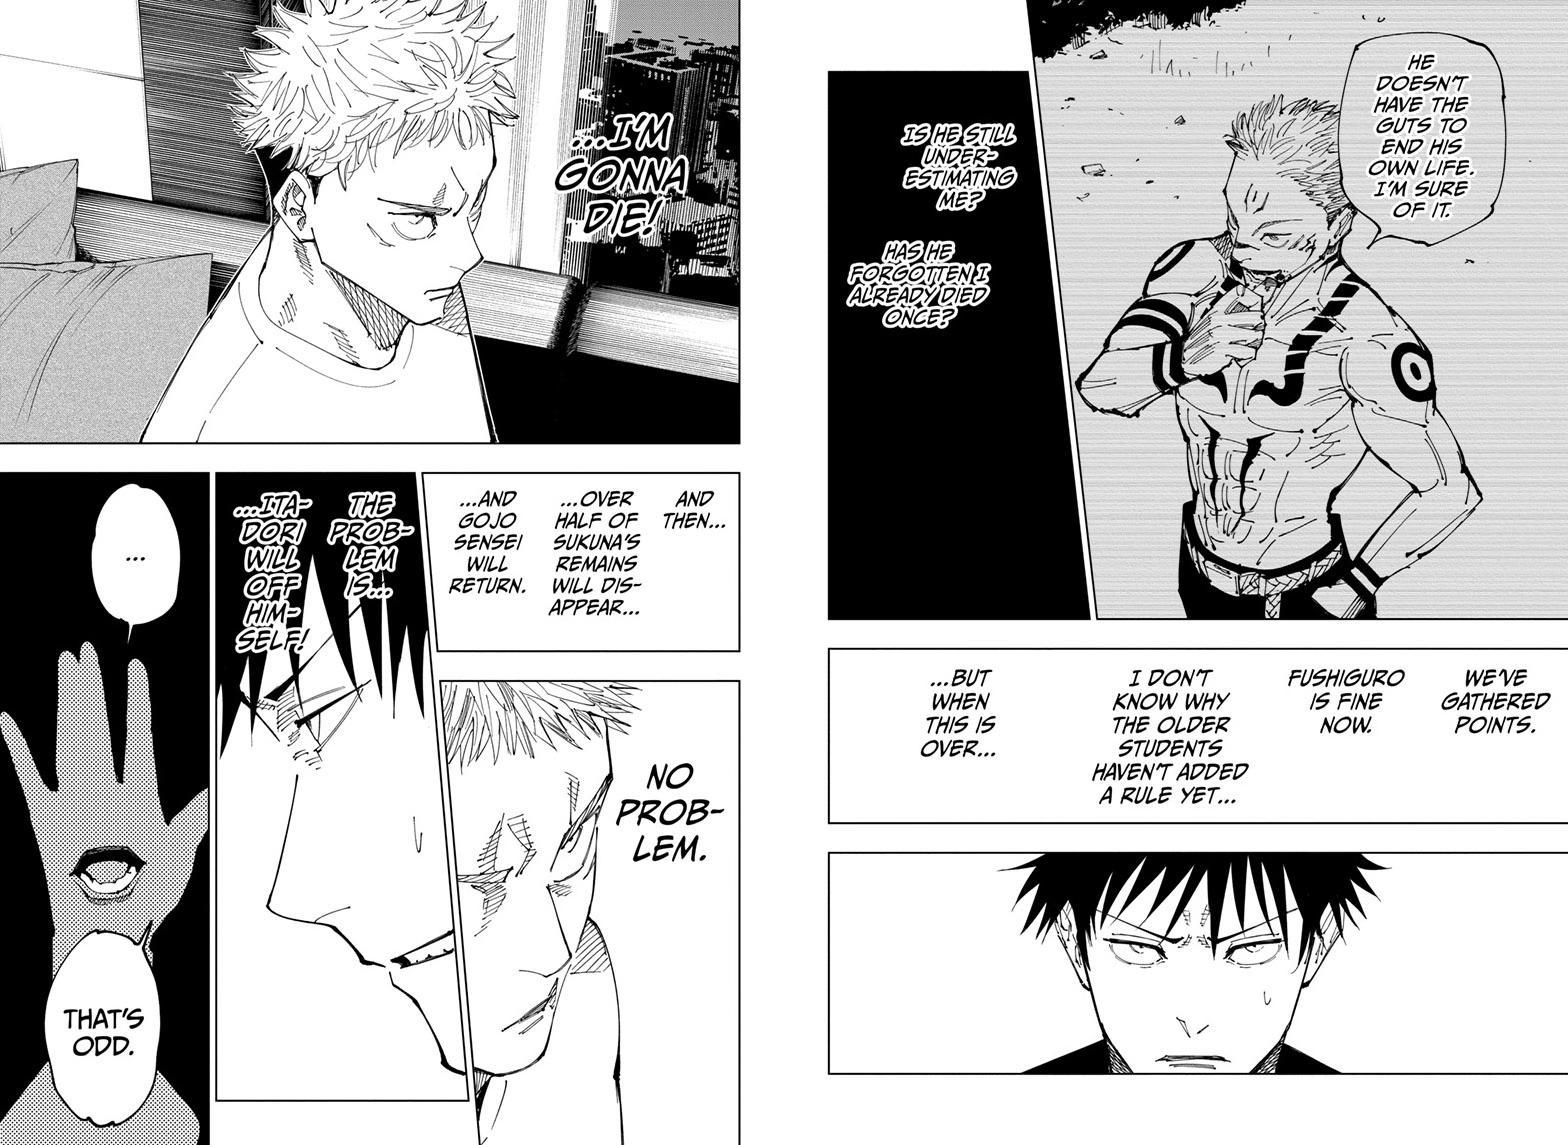 HE
DOESN'T
HAVE THE
GUTS TO
END HIS
OWN LIFE.
I'M SURE
OF IT.
IS HE STILL
UNDER-
ESTIMATING
ME?
HAS HE
FORGOTTEN I
ALREADY DIED
ONCE?
WE'VE
GATHERED
POINTS.
FUSHIGURO
IS FINE
NOW.
I DON'T
KNOW WHY
THE OLDER
STUDENTS
HAVEN'T ADDED
A RULE YET...
...BUT
WHEN
THIS IS
OVER...
...I'M
GONNA
DIE!
AND
THEN...
...OVER
HALF OF
SUKUNA'S
REMAINS
WILL DIS-
APPEAR...
...AND
GOJO
SENSEI
WILL
RETURN.
NO
PROB-
LEM.
THE
PROB-
LEM
IS...
...ITA-
DORI
WILL
OFF
HIM-
SELF!
...
THAT'S
ODD.